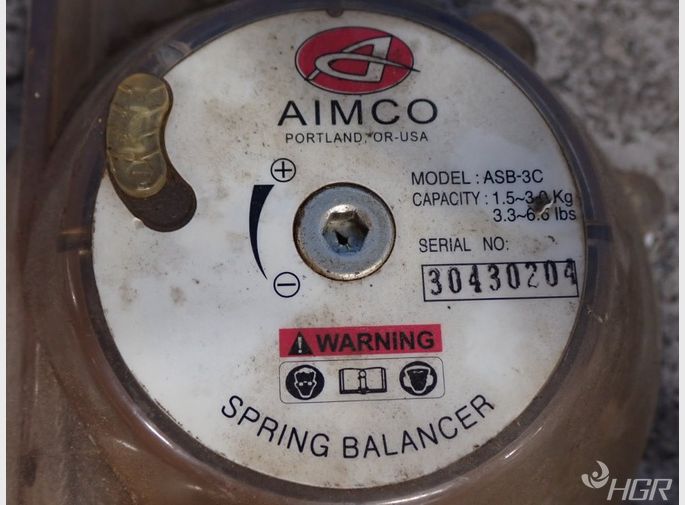 AIMCO
PORTLAND, OR-USA
MODEL : ASB-3C
CAPACITY : 1.5~3.0 Kg
3.3~6.6 lbs
SERIAL NO:
30430204
WARNING
SPRING BALANCER
HGR